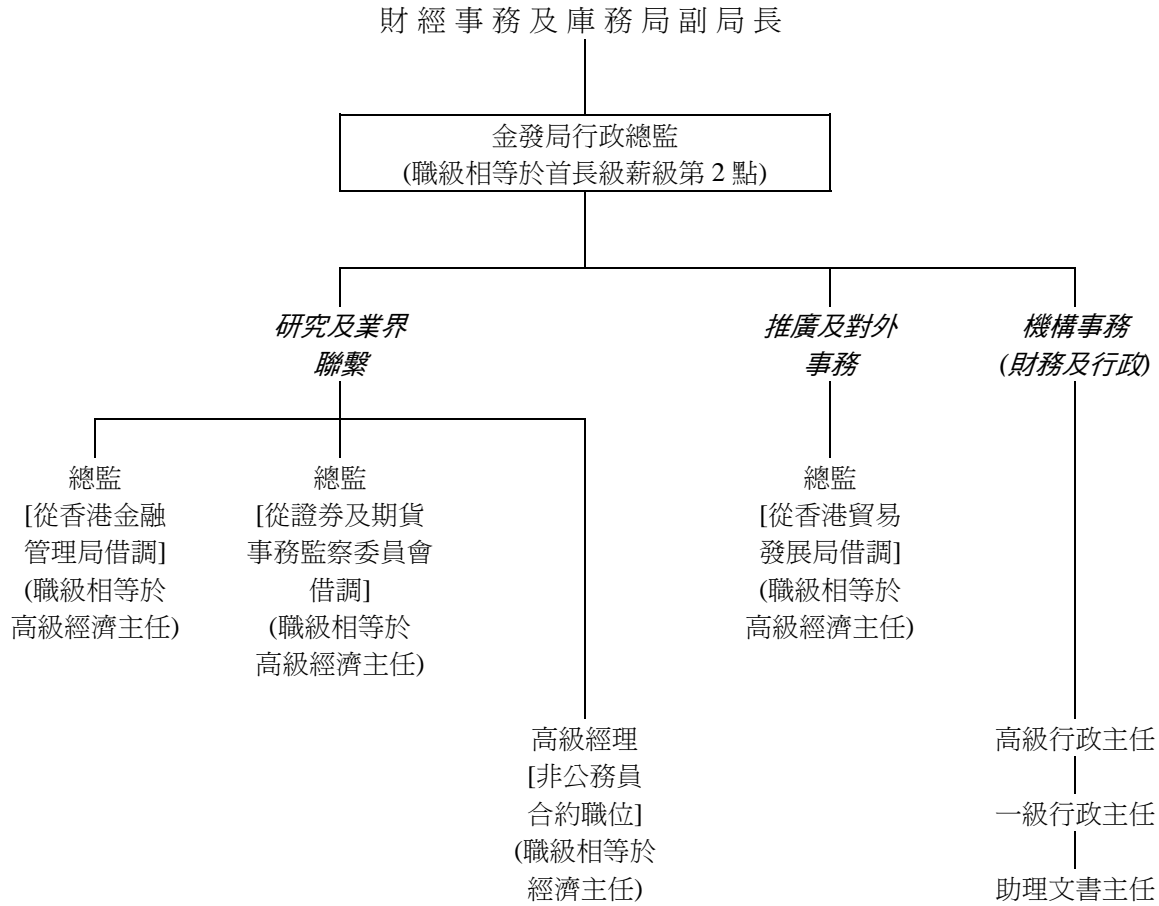 財經事務及庫務局副局長
金發局行政總監
(職級相等於首長級薪級第 2 點)
研究及業界
聯繫
推廣及對外
事務
機構事務
(財務及行政)
總監
[從香港金融
管理局借調]
(職級相等於
高級經濟主任)
總監
[從證券及期貨
事務監察委員會
借調]
(職級相等於
高級經濟主任)
總監
[從香港貿易
發展局借調]
(職級相等於
高級經濟主任)
高級經理
[非公務員
合約職位]
(職級相等於
經濟主任)
高級行政主任
一級行政主任
助理文書主任